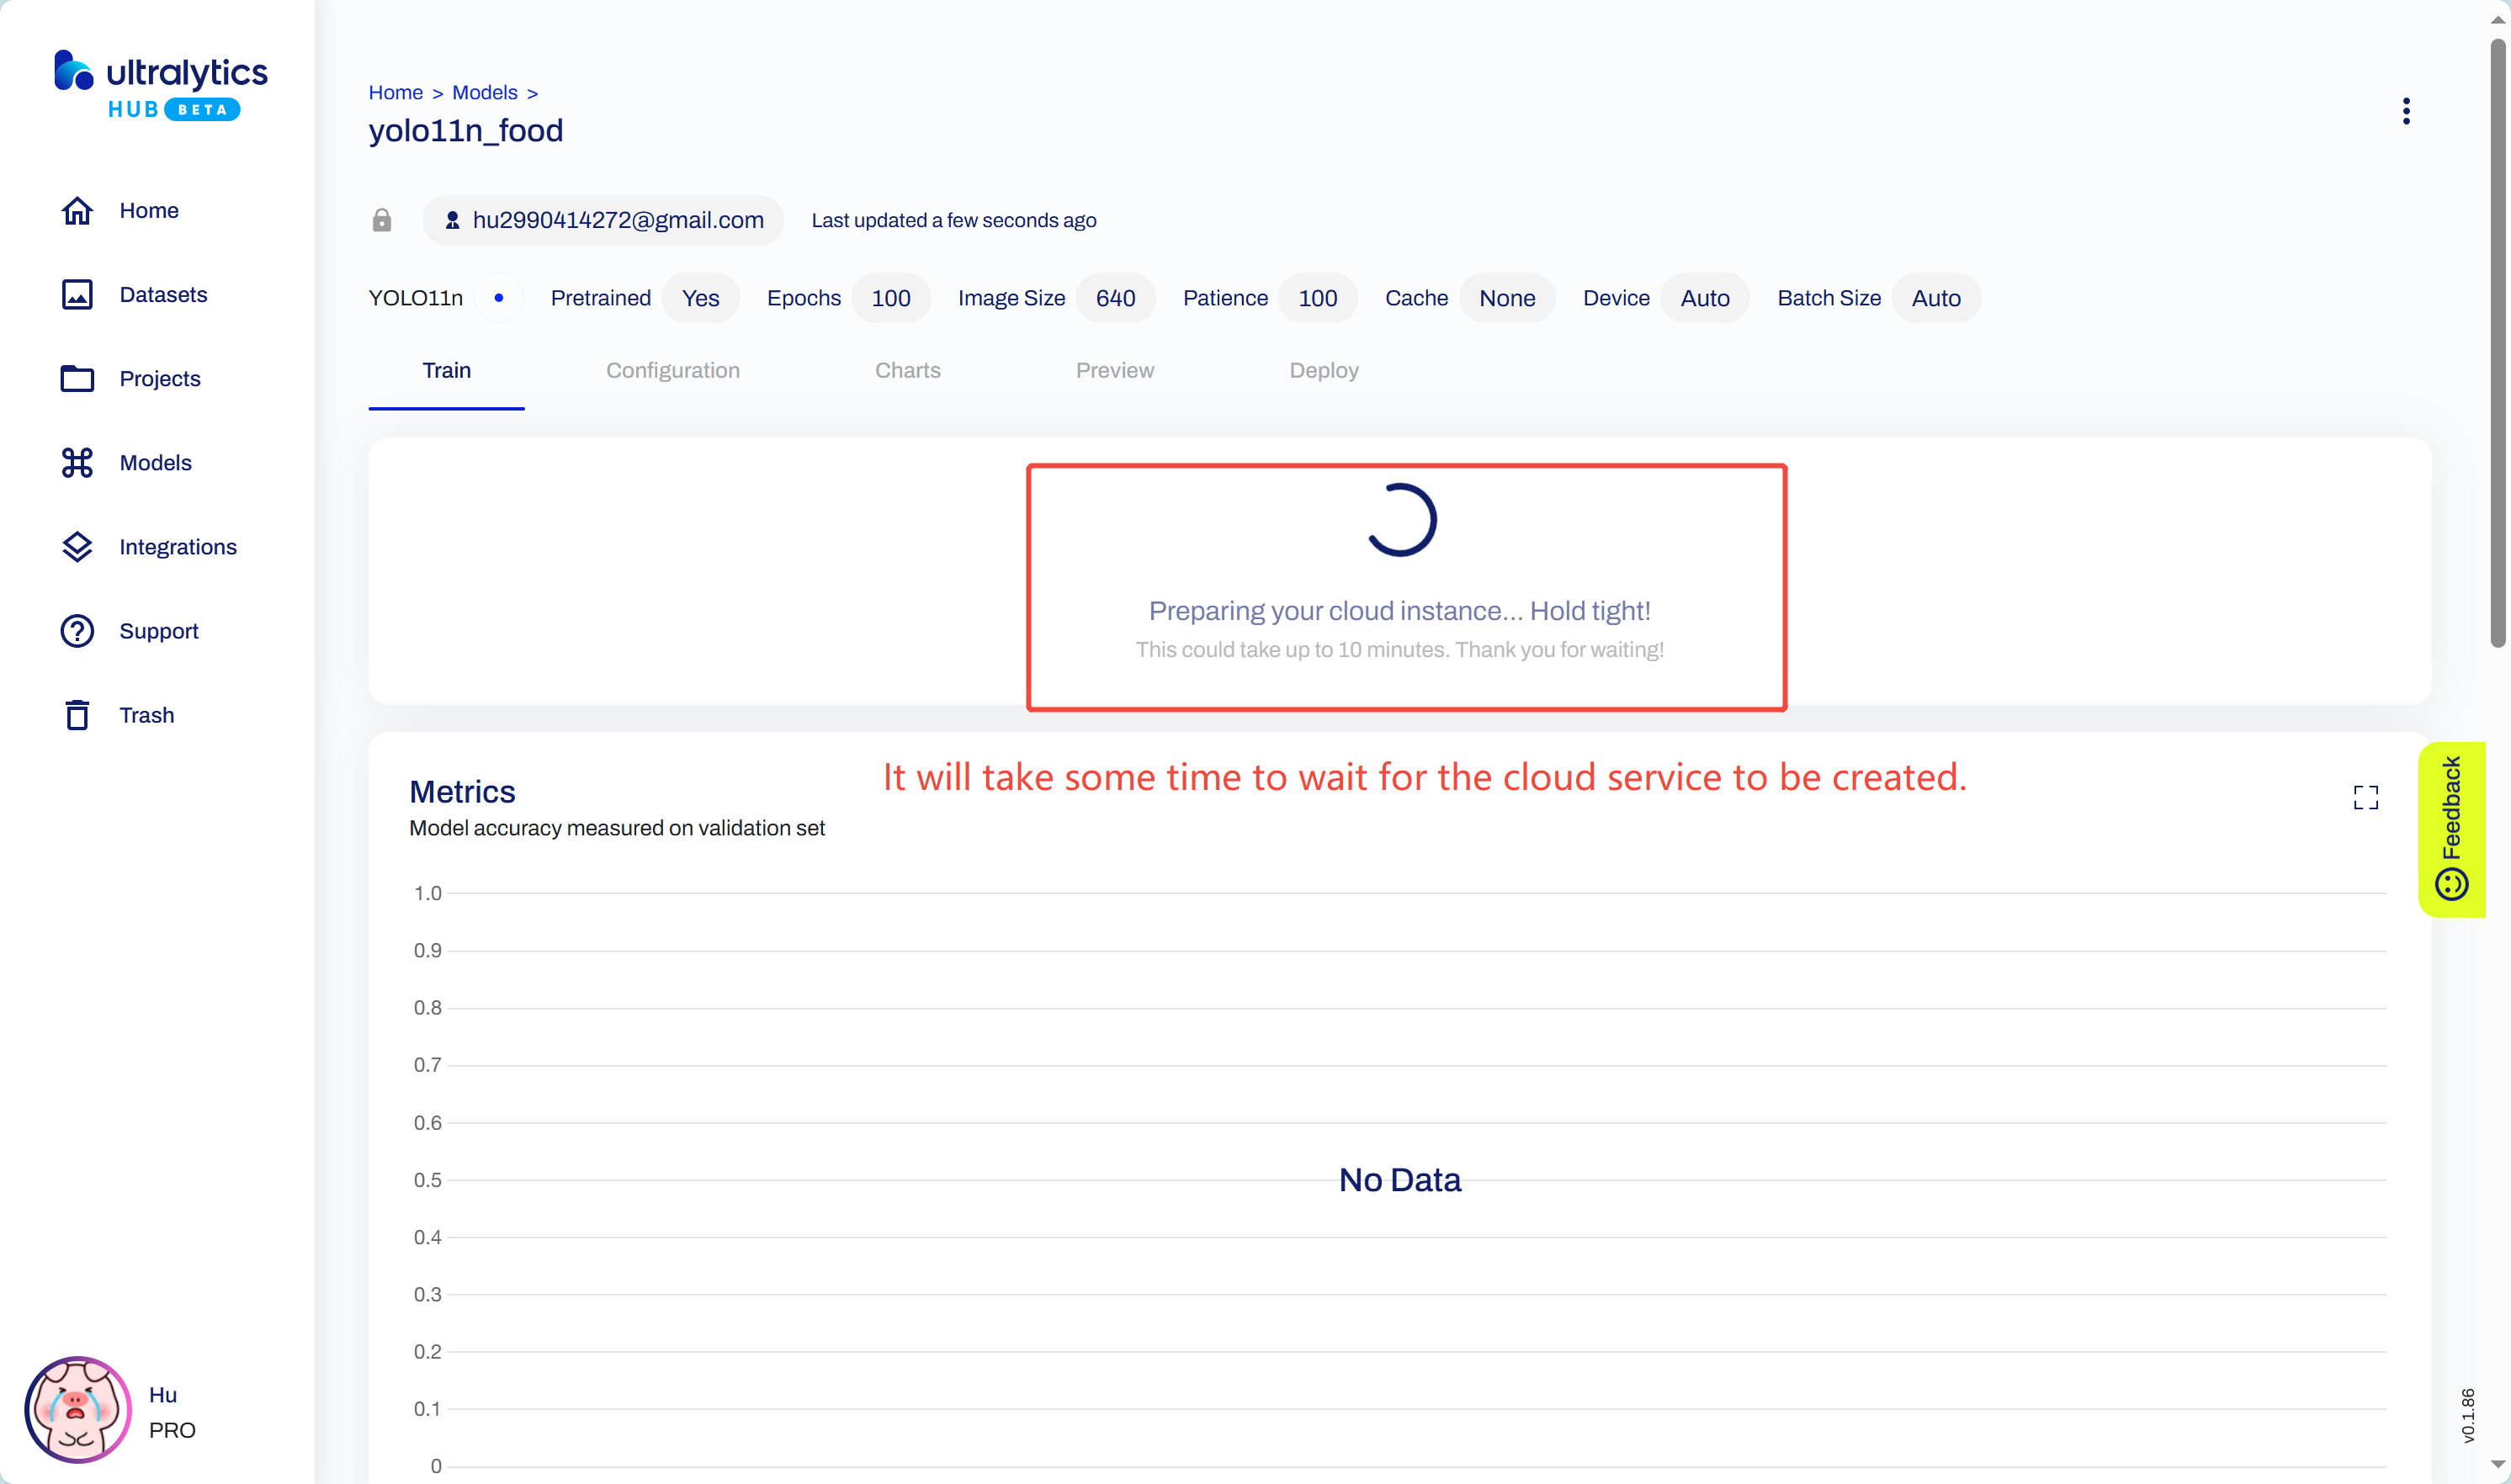 ultralytics
HUB BETA
Home
Datasets
Projects
Models
Integrations
Support
Trash
Hu
PRO
Home > Models >
yolo11n_food
hu2990414272@gmail.com Last updated a few seconds ago
YOLO11n Pretrained Yes Epochs 100 Image Size 640 Patience 100 Cache None Device Auto Batch Size Auto
Train Configuration Charts Preview Deploy
Preparing your cloud instance... Hold tight!
This could take up to 10 minutes. Thank you for waiting!
It will take some time to wait for the cloud service to be created.
Metrics
Model accuracy measured on validation set
1.0
0.9
0.8
0.7
0.6
0.5
0.4
0.3
0.2
0.1
0
No Data
Feedback
v0.1.86